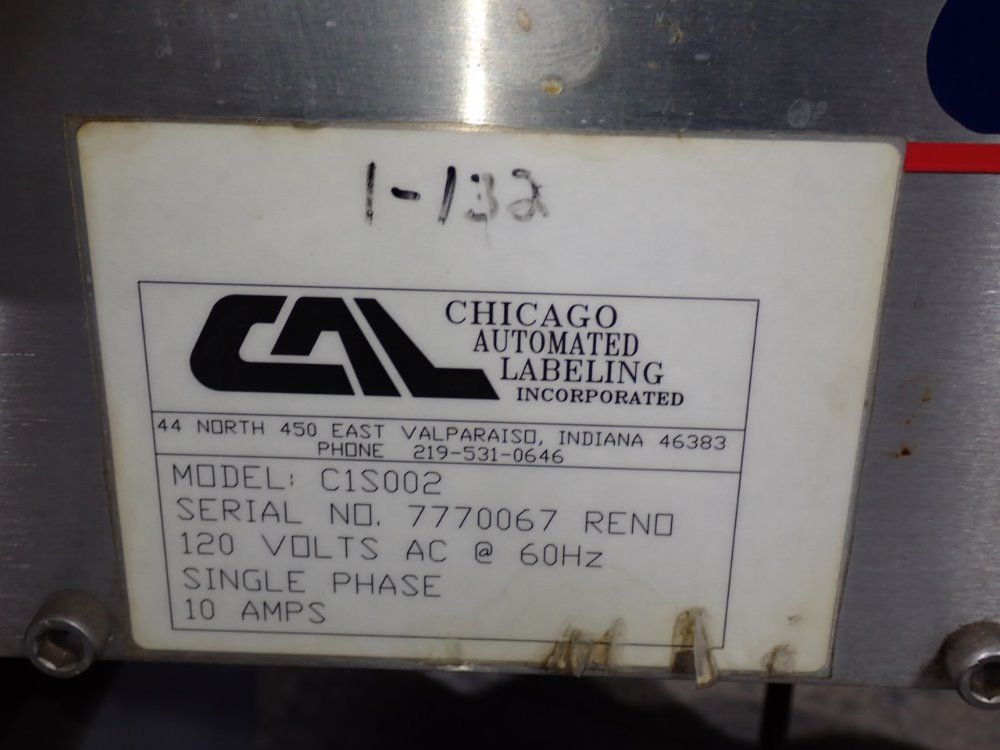 1-132
CAL
CHICAGO
AUTOMATED
LABELING
INCORPORATED
44 NORTH 450 EAST VALPARAISO, INDIANA 46383
PHONE 219-531-0646
MODEL: C1S002
SERIAL NO. 7770067 RENO
120 VOLTS AC @ 60Hz
SINGLE PHASE
10 AMPS